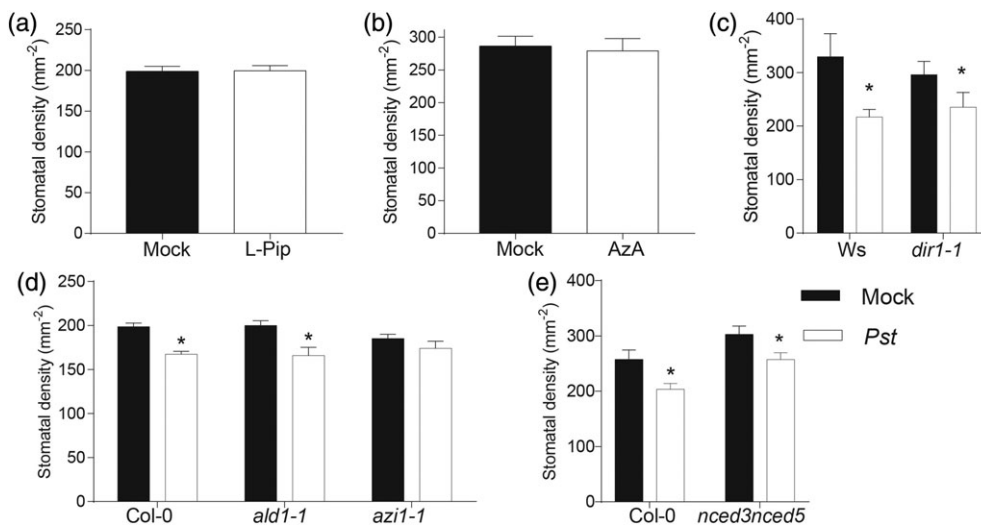 (a)
Stomatal density (mm⁻²)
250
200
150
100
50
0
Mock
L-Pip
(b)
Stomatal density (mm⁻²)
300
250
200
150
100
50
0
Mock
AzA
(c)
Stomatal density (mm⁻²)
400
300
200
100
0
*
*
Ws
dir1-1
(d)
Stomatal density (mm⁻²)
200
150
100
50
0
*
*
Col-0
ald1-1
azi1-1
(e)
Stomatal density (mm⁻²)
400
300
200
100
0
*
*
Col-0
nced3nced5
Mock
Pst